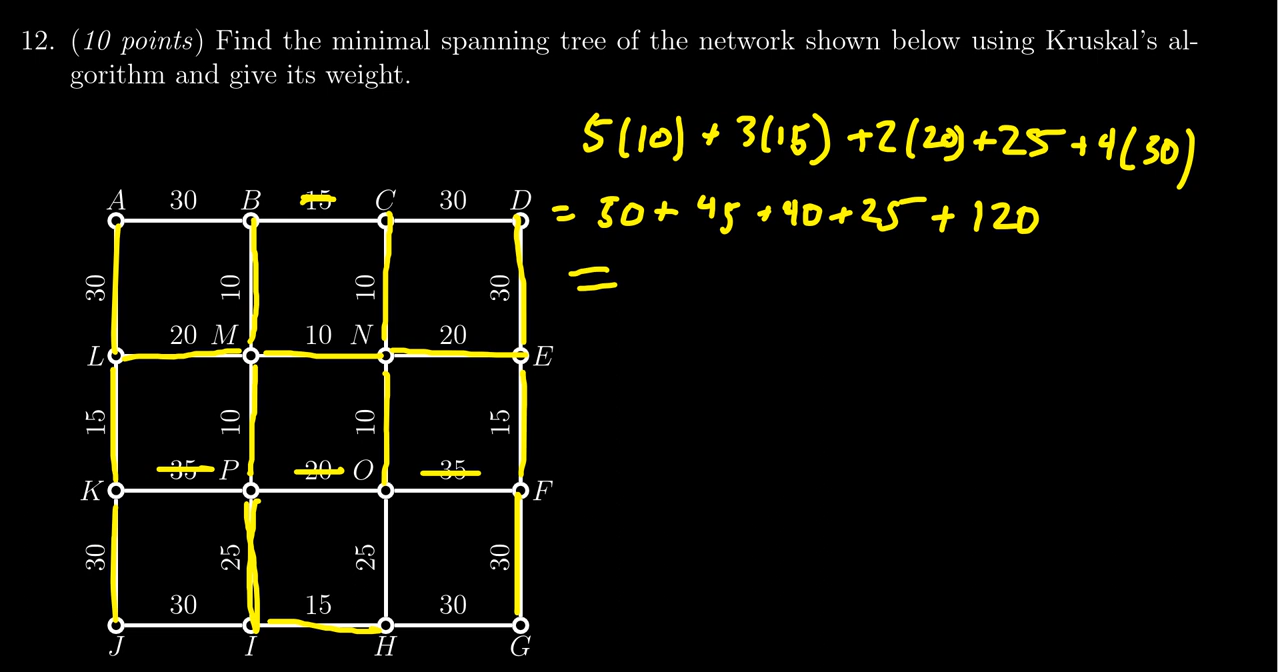 12. (10 points) Find the minimal spanning tree of the network shown below using Kruskal's al-
gorithm and give its weight.
5(10) + 3(15) + 2(20) + 25 + 4(30)
A 30 B 15 C 30 D
= 50 + 45 + 40 + 25 + 120
=
30 10 10 30
L 20 M 10 N 20 E
15 10 10 15
K 35 P 20 O 35 F
30 25 25 30
30 15 30
J I H G